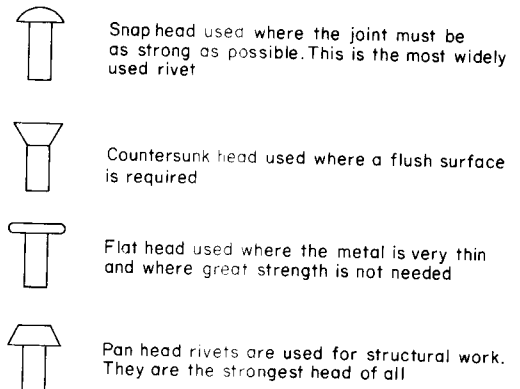 Snap head used where the joint must be
as strong as possible. This is the most widely
used rivet
Countersunk head used where a flush surface
is required
Flat head used where the metal is very thin
and where great strength is not needed
Pan head rivets are used for structural work.
They are the strongest head of all